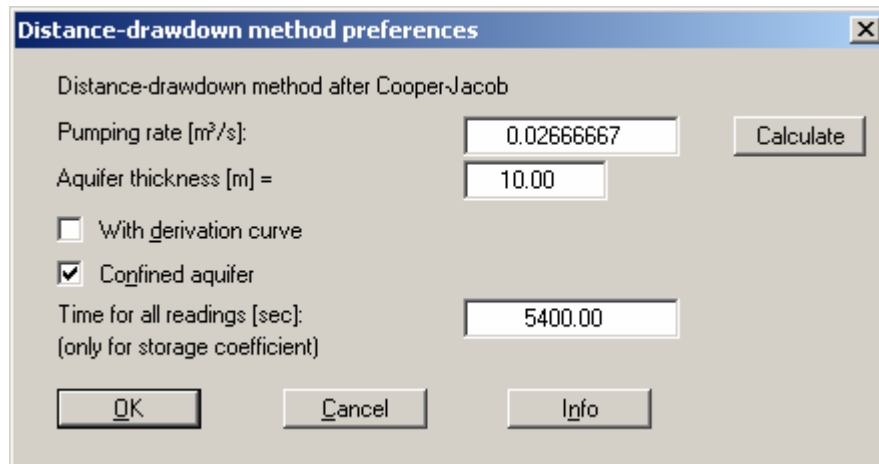 Distance-drawdown method preferences
Distance-drawdown method after Cooper-Jacob
Pumping rate [m³/s]: 0.02666667 Calculate
Aquifer thickness [m] = 10.00
With derivation curve
Confined aquifer
Time for all readings [sec]: 5400.00
(only for storage coefficient)
OK Cancel Info